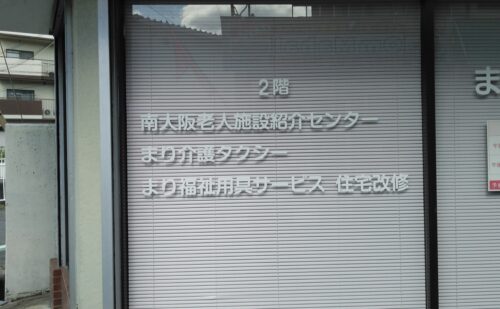 2階
南大阪老人施設紹介センター
まり介護タクシー
まり福祉用具サービス 住宅改修
ま